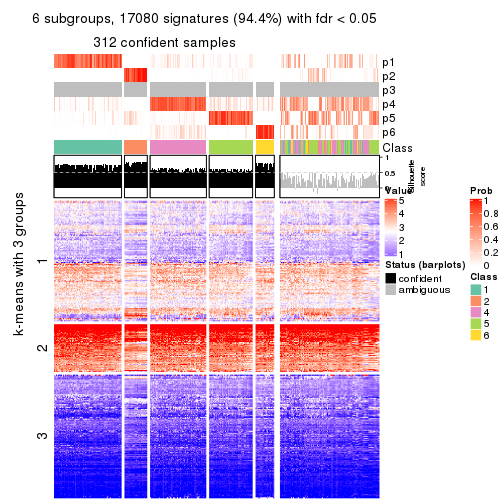 6 subgroups, 17080 signatures (94.4%) with fdr < 0.05
312 confident samples
p1
p2
p3
p4
p5
p6
Class
1
0.5
0
Silhouette
score
k-means with 3 groups
1
2
3
Value
5
4
3
2
1
Status (barplots)
confident
ambiguous
Prob
1
0.8
0.6
0.4
0.2
0
Class
1
2
4
5
6